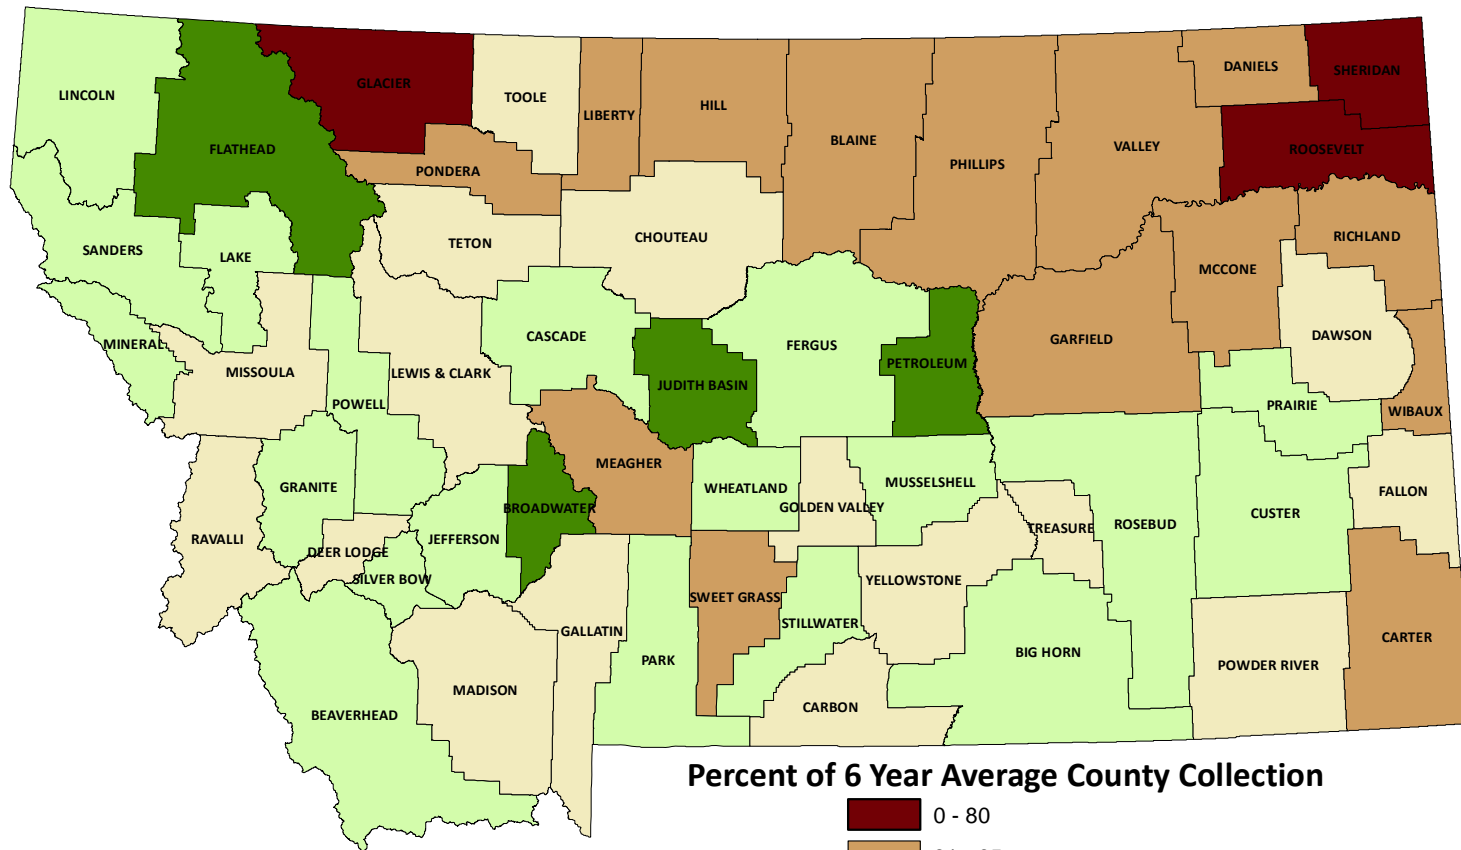 LINCOLN
FLATHEAD
GLACIER
TOOLE
LIBERTY
HILL
BLAINE
PHILLIPS
VALLEY
DANIELS
SHERIDAN
ROOSEVELT
PONDERA
SANDERS
LAKE
TETON
CHOUTEAU
MCCONE
RICHLAND
MINERAL
MISSOULA
POWELL
LEWIS & CLARK
CASCADE
JUDITH BASIN
FERGUS
PETROLEUM
GARFIELD
DAWSON
PRAIRIE
WIBAUX
RAVALLI
GRANITE
DEER LODGE
SILVER BOW
JEFFERSON
BROADWATER
MEAGHER
WHEATLAND
GOLDEN VALLEY
MUSSELSHELL
TREASURE
ROSEBUD
CUSTER
FALLON
BEAVERHEAD
MADISON
GALLATIN
PARK
SWEET GRASS
STILLWATER
YELLOWSTONE
CARBON
BIG HORN
POWDER RIVER
CARTER
Percent of 6 Year Average County Collection
0 - 80